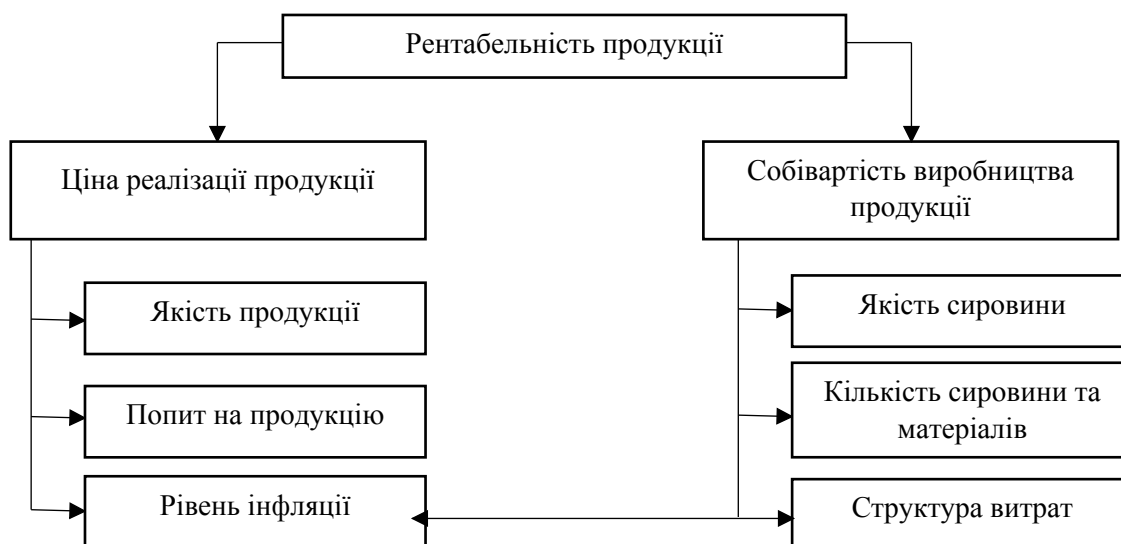 Рентабельність продукції
Ціна реалізації продукції
Собівартість виробництва
продукції
Якість продукції
Якість сировини
Попит на продукцію
Кількість сировини та
матеріалів
Рівень інфляції
Структура витрат